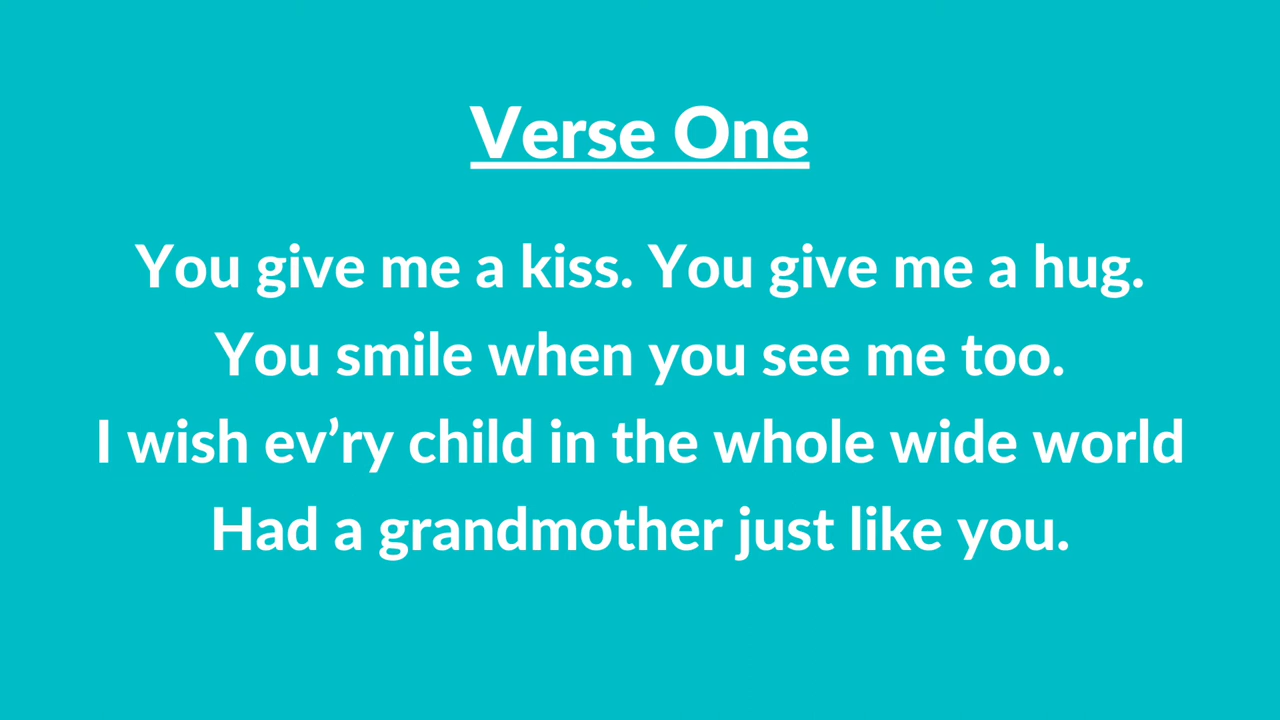 Verse One
You give me a kiss. You give me a hug.
You smile when you see me too.
I wish ev’ry child in the whole wide world
Had a grandmother just like you.